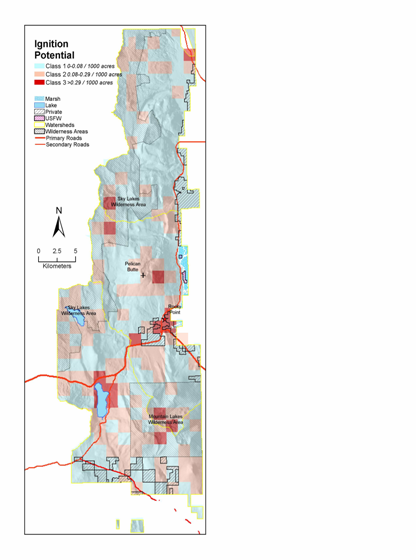 Ignition
Potential
Class 1 0-0.08 / 1000 acres
Class 2 0.08-0.29 / 1000 acres
Class 3 >0.29 / 1000 acres
Marsh
Lake
Private
USFW
Watersheds
Wilderness Areas
Primary Roads
Secondary Roads
N
0 2.5 5
Kilometers
Sky Lakes
Wilderness Area
Pelican
Butte
Sky Lakes
Wilderness Area
Rocky
Point
Mountain Lakes
Wilderness Area